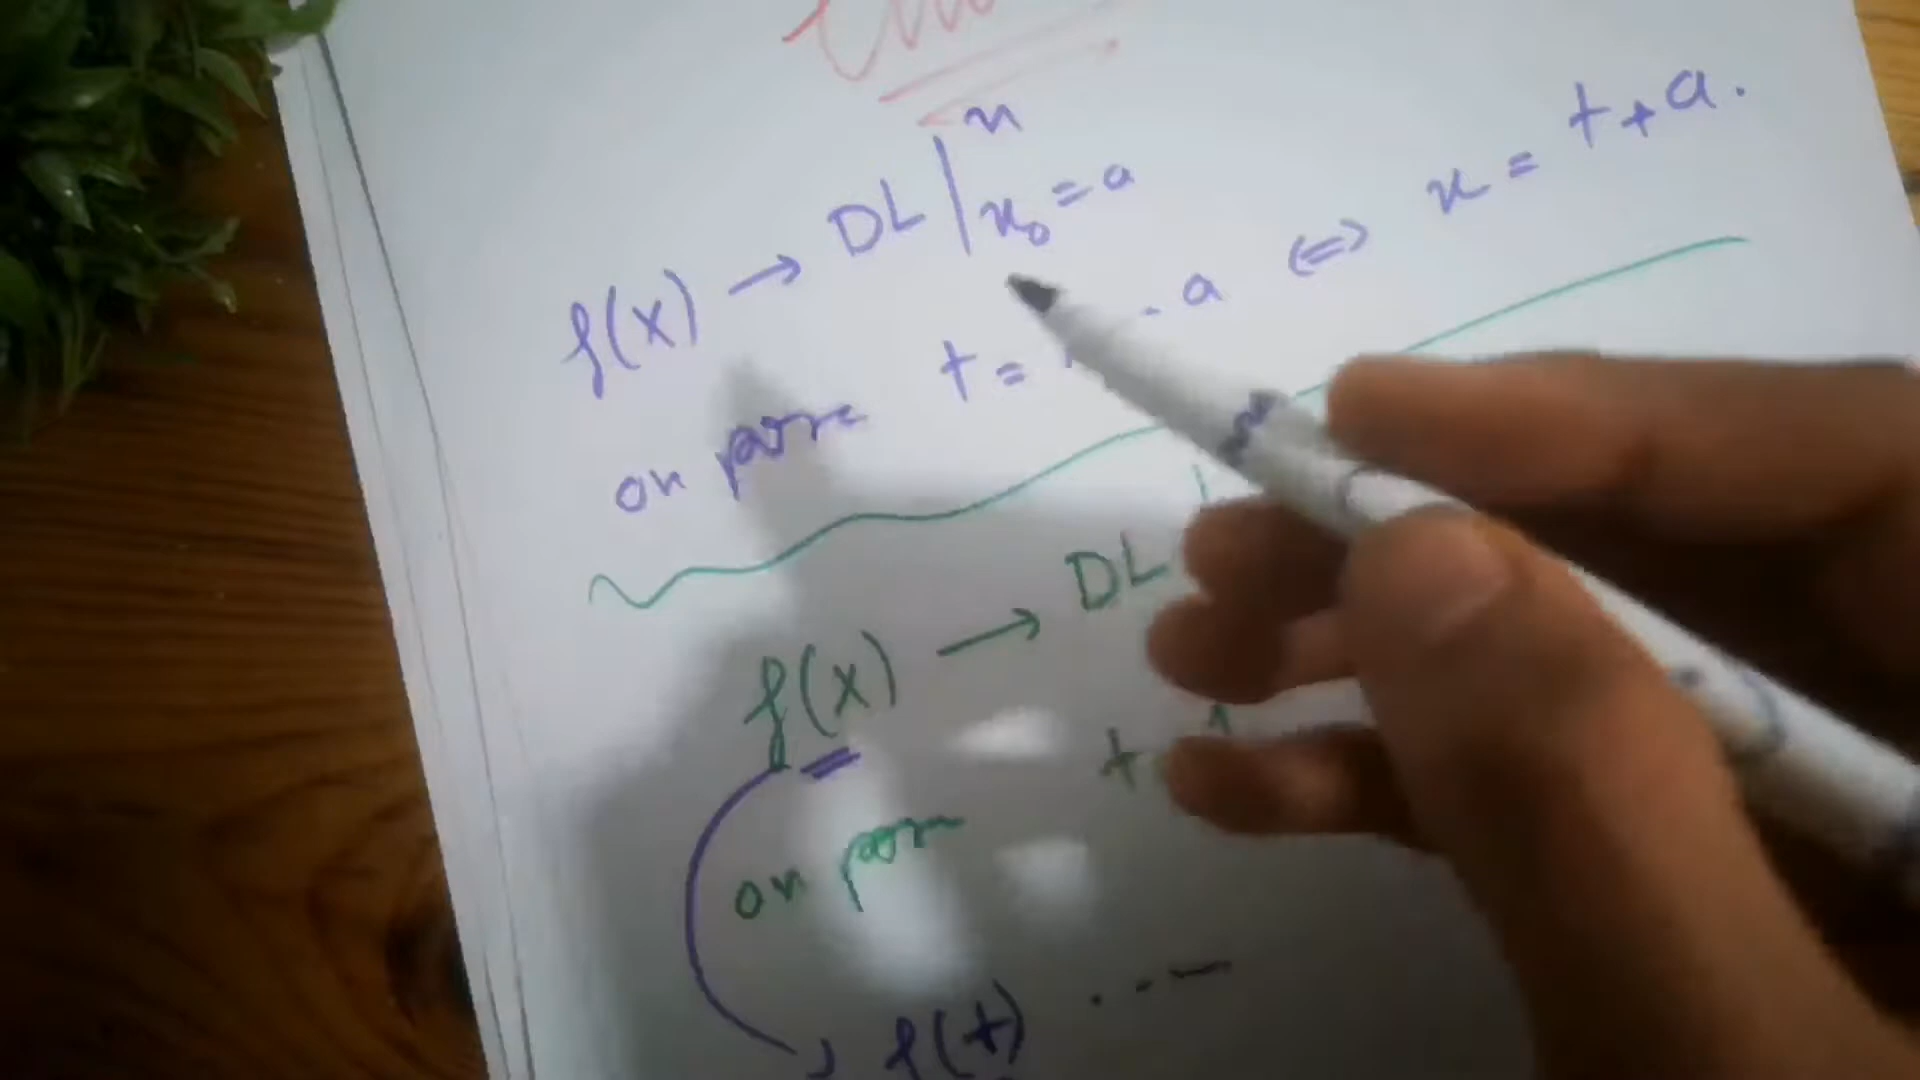 f(x) → DL | n x₀ = a
on pose t = . a ⇔ x = t + a.
f(x) → DL
on pose t
f(t) ...